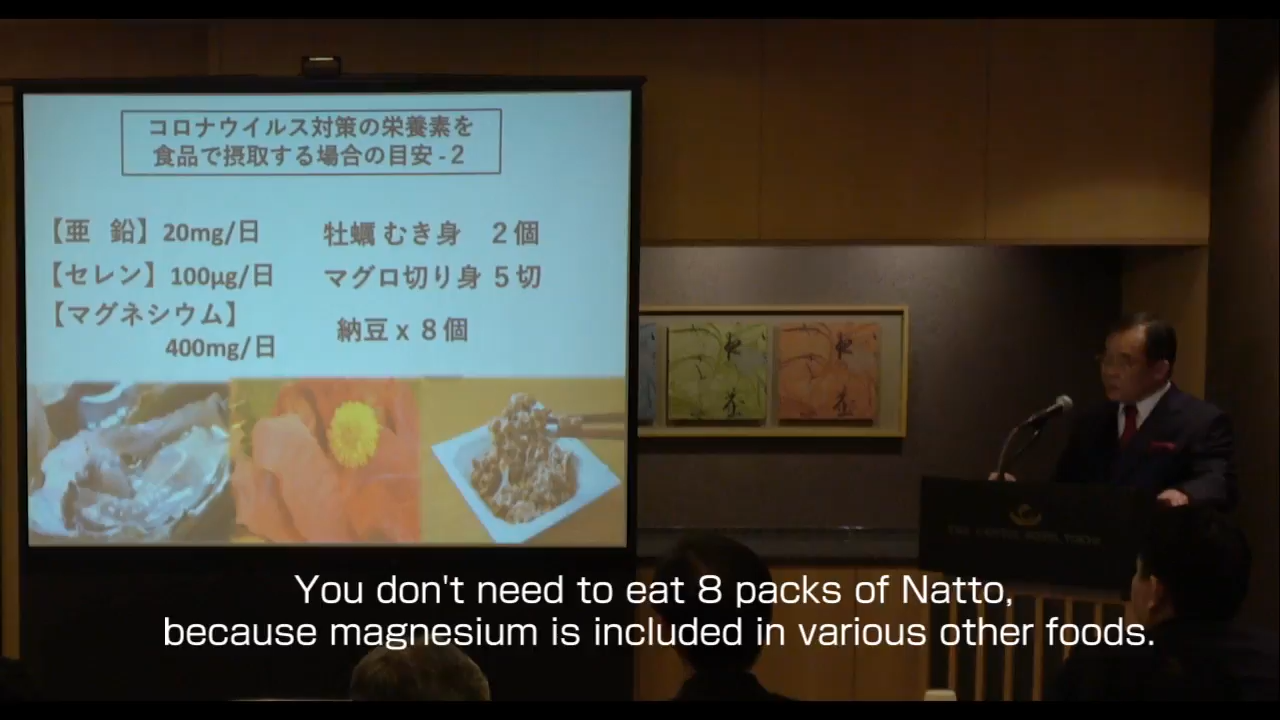 コロナウイルス対策の栄養素を
食品で摂取する場合の目安 - 2
【亜 鉛】 20mg/日 牡蠣 むき身 2個
【セレン】 100μg/日 マグロ切り身 5切
【マグネシウム】
400mg/日 納豆 x 8個
You don't need to eat 8 packs of Natto,
because magnesium is included in various other foods.